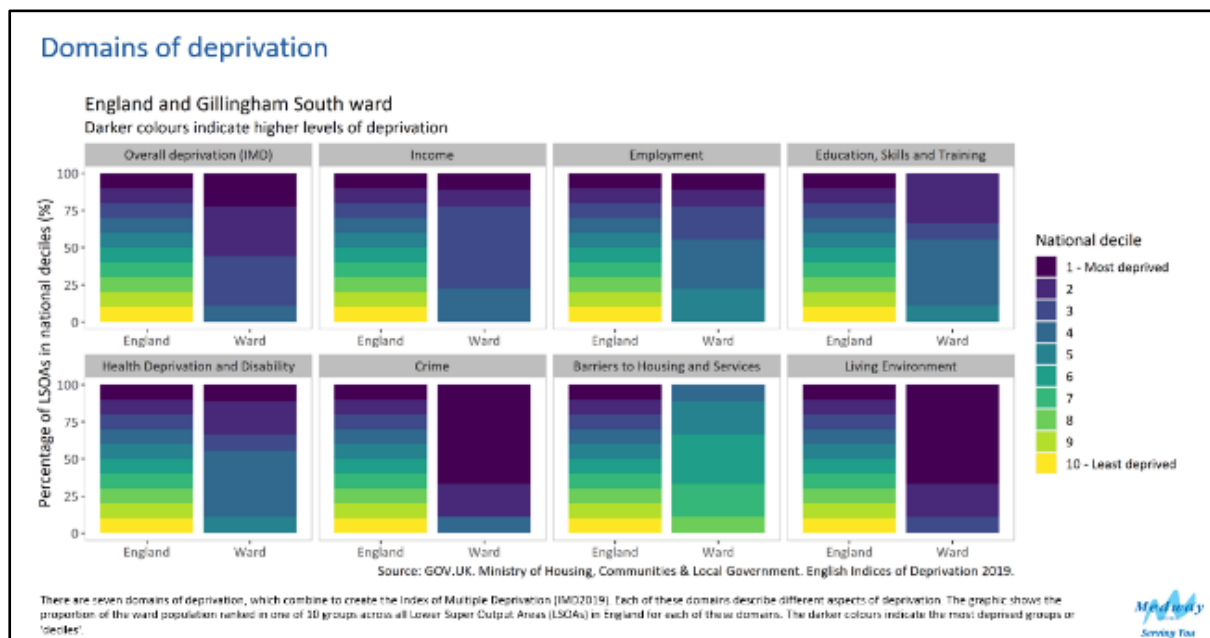 Domains of deprivation
England and Gillingham South ward
Darker colours indicate higher levels of deprivation
Overall deprivation (IMD) Income Employment Education, Skills and Training
Percentage of LSOAs in national deciles (%)
100
75
50
25
0
England Ward England Ward England Ward England Ward
Health Deprivation and Disability Crime Barriers to Housing and Services Living Environment
100
75
50
25
0
England Ward England Ward England Ward England Ward
National decile
1 - Most deprived
2
3
4
5
6
7
8
9
10 - Least deprived
Source: GOV.UK. Ministry of Housing, Communities & Local Government. English Indices of Deprivation 2019.
There are seven domains of deprivation, which combine to create the Index of Multiple Deprivation (IMD2019). Each of these domains describe different aspects of deprivation. The graphic shows the
proportion of the ward population ranked in one of 10 groups across all Lower Super Output Areas (LSOAs) in England for each of these domains. The darker colours indicate the most deprived groups or
'deciles'.
Medway
Serving You